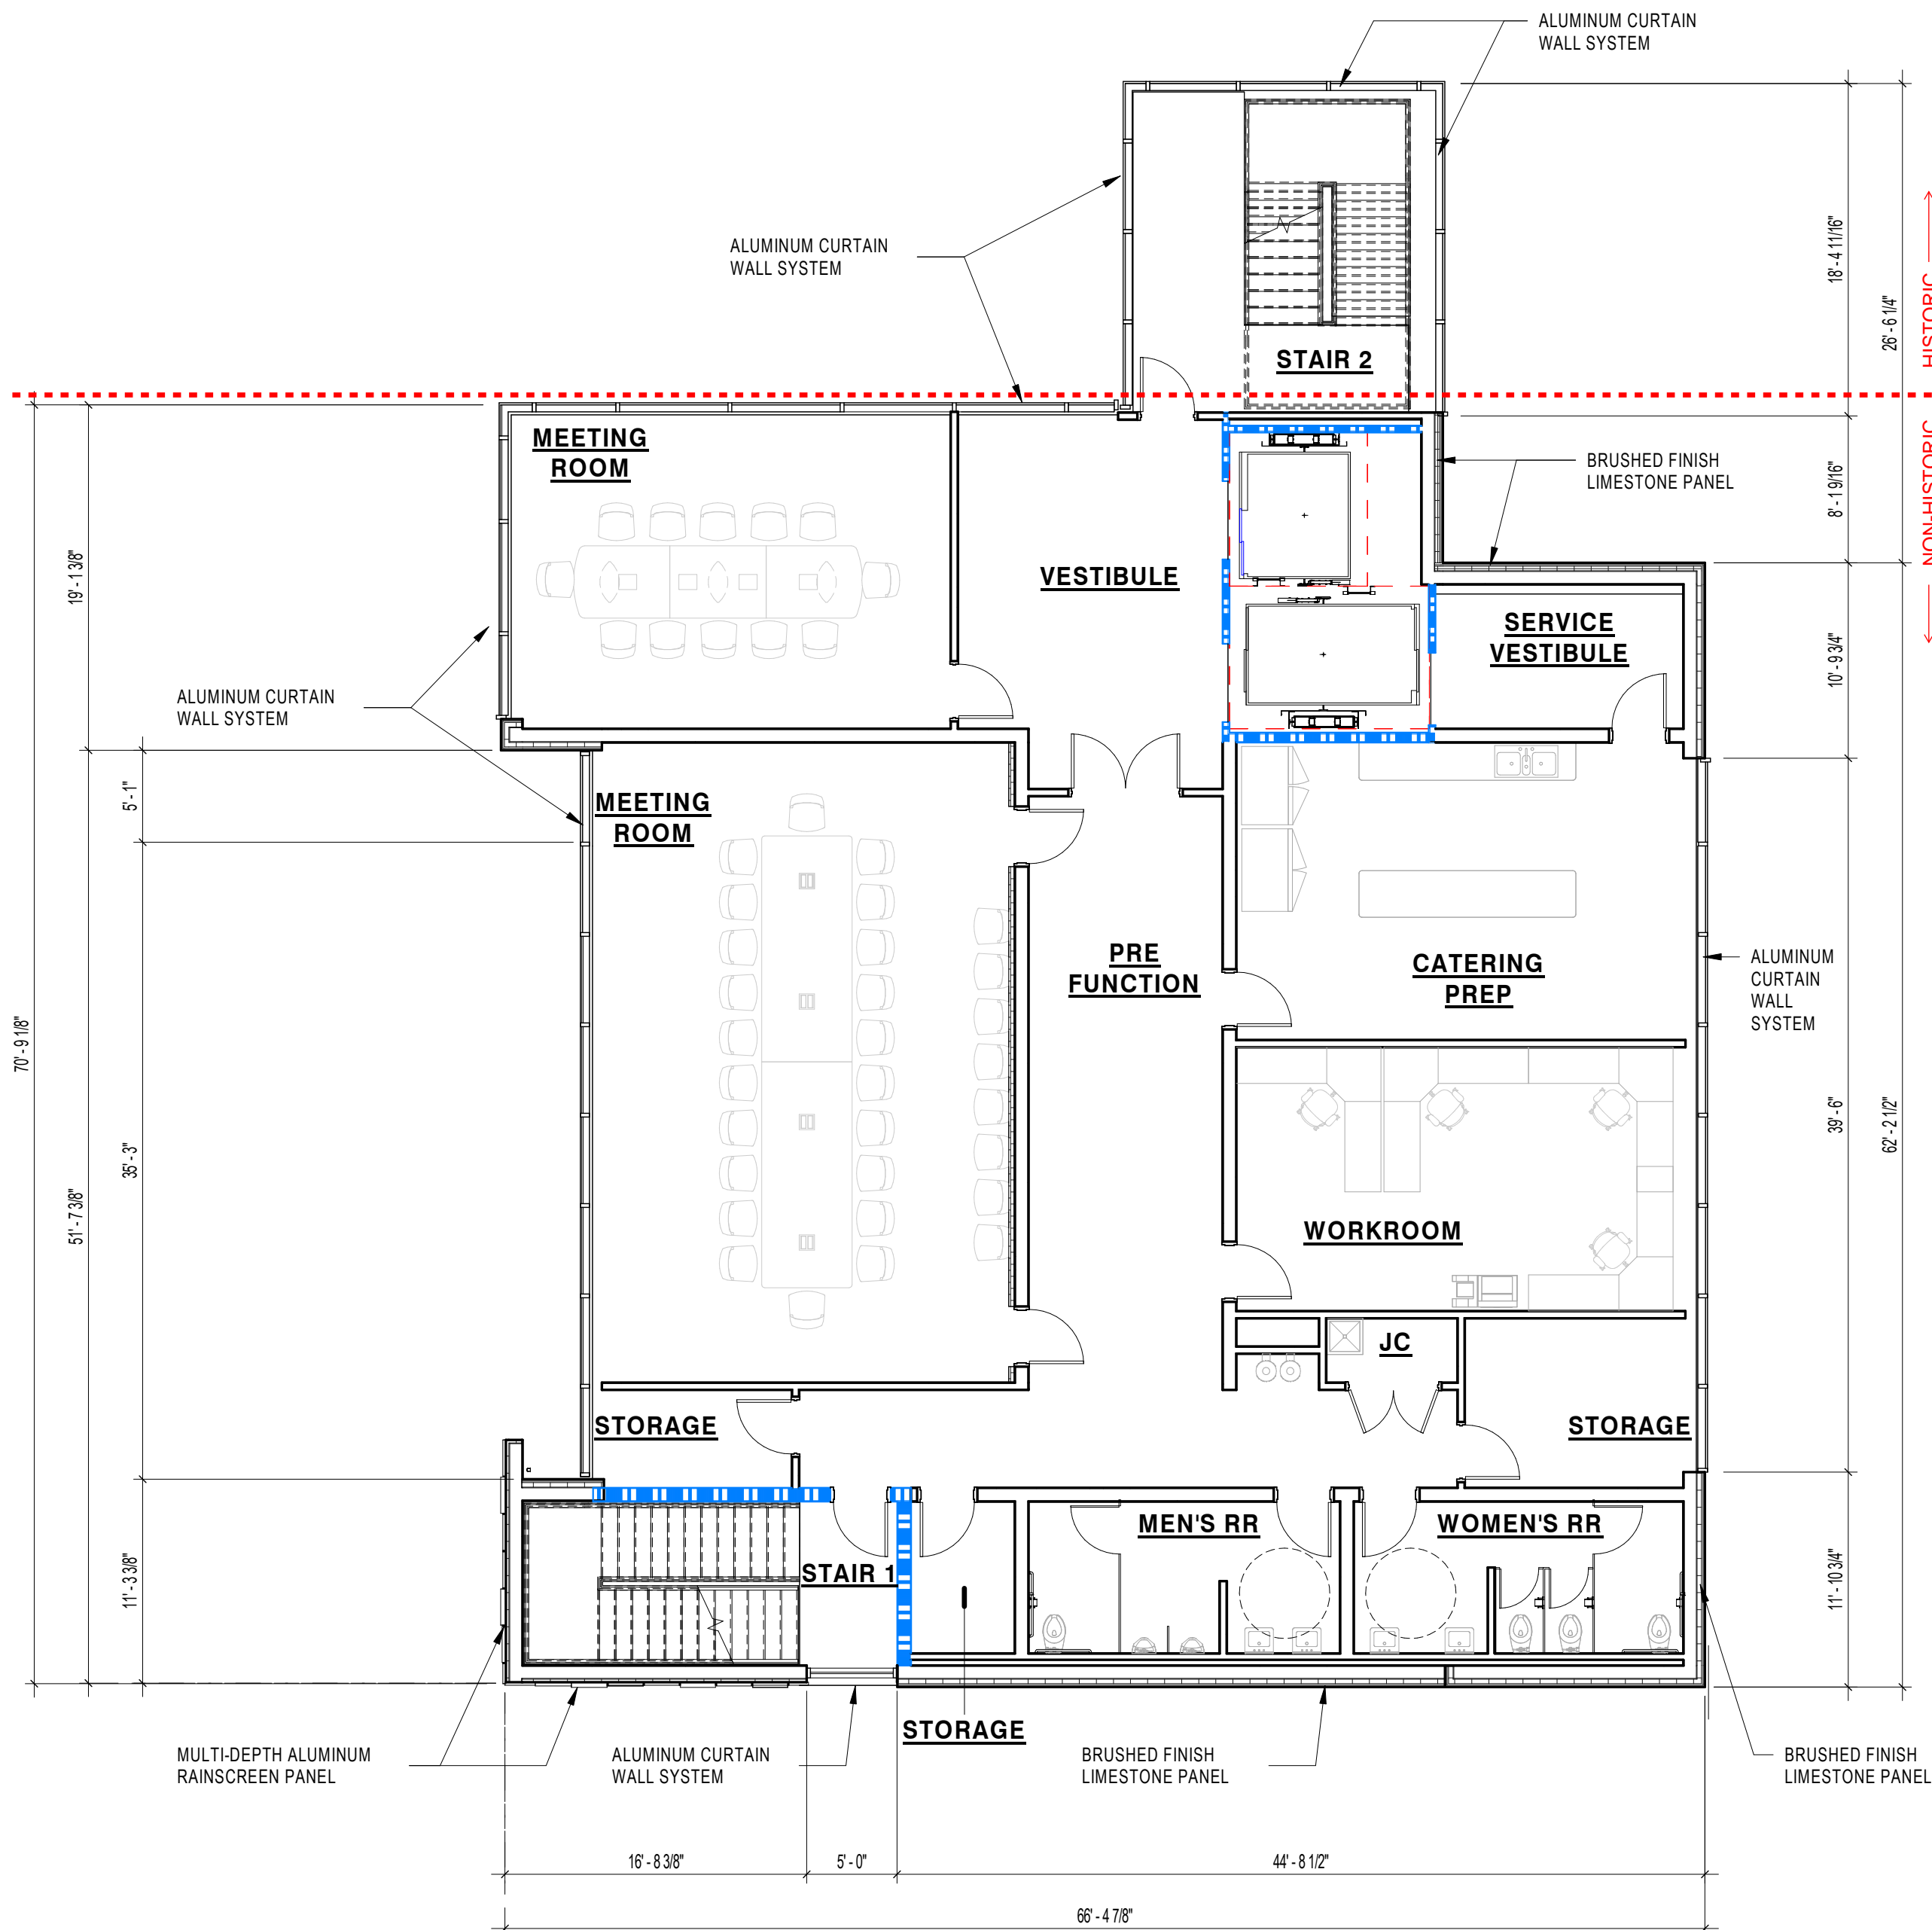 ALUMINUM CURTAIN
WALL SYSTEM
ALUMINUM CURTAIN
WALL SYSTEM
STAIR 2
18' - 4 11/16"
26' - 6 1/4"
HISTORIC
NON-HISTORIC
MEETING
ROOM
BRUSHED FINISH
LIMESTONE PANEL
8' - 1 9/16"
19' - 1 3/8"
VESTIBULE
SERVICE
VESTIBULE
10' - 9 3/4"
ALUMINUM CURTAIN
WALL SYSTEM
5' - 1"
MEETING
ROOM
PRE
FUNCTION
CATERING
PREP
ALUMINUM
CURTAIN
WALL
SYSTEM
70' - 9 1/8"
51' - 7 3/8"
35' - 3"
39' - 6"
62' - 2 1/2"
WORKROOM
JC
STORAGE
STORAGE
MEN'S RR
WOMEN'S RR
STAIR 1
11' - 3 3/8"
11' - 10 3/4"
STORAGE
MULTI-DEPTH ALUMINUM
RAINSCREEN PANEL
ALUMINUM CURTAIN
WALL SYSTEM
BRUSHED FINISH
LIMESTONE PANEL
BRUSHED FINISH
LIMESTONE PANEL
16' - 8 3/8"
5' - 0"
44' - 8 1/2"
66' - 4 7/8"